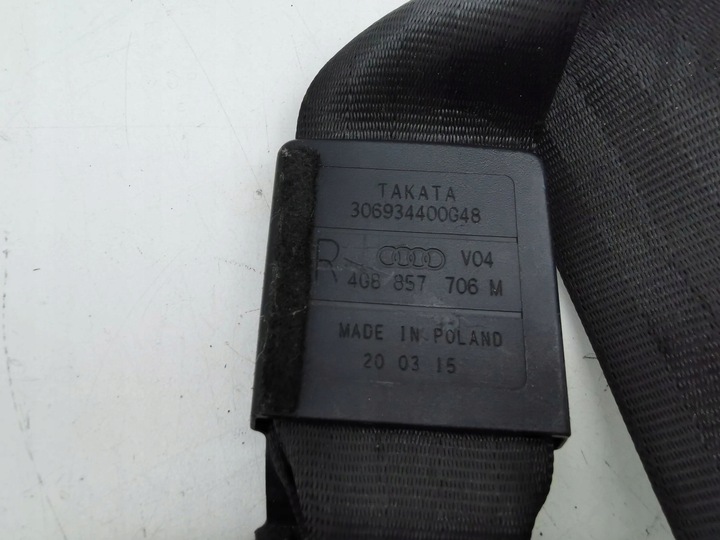 TAKATA
306934400G48
R V04
4G8 857 706 M
MADE IN POLAND
20 03 15